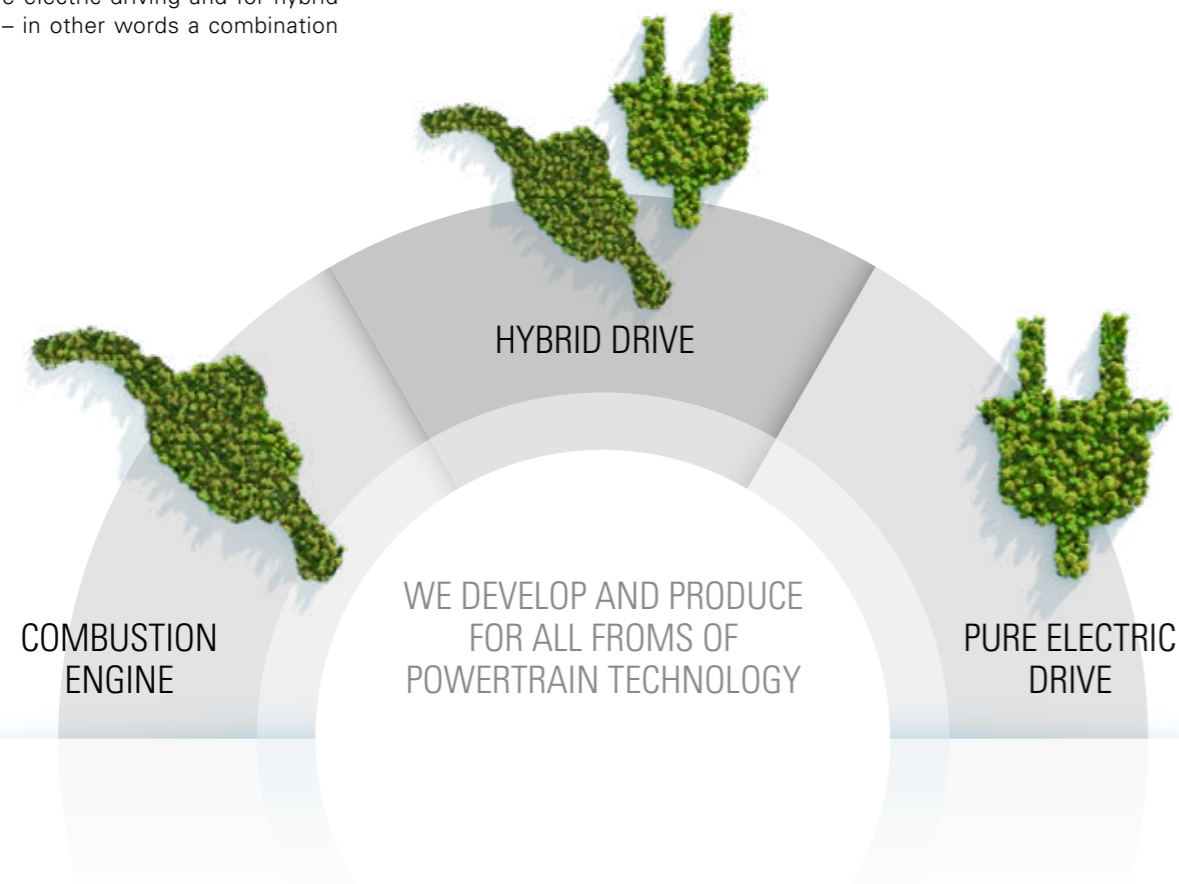 e electric driving and for hybrid
– in other words a combination
HYBRID DRIVE
COMBUSTION
ENGINE
WE DEVELOP AND PRODUCE
FOR ALL FROMS OF
POWERTRAIN TECHNOLOGY
PURE ELECTRIC
DRIVE